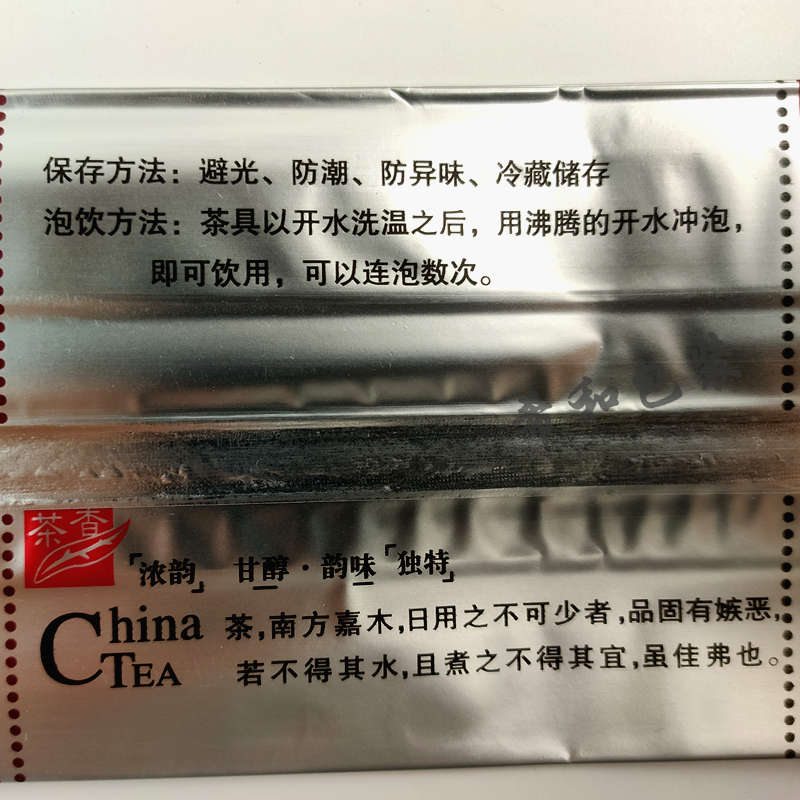 保存方法：避光、防潮、防异味、冷藏储存
泡饮方法：茶具以开水洗温之后，用沸腾的开水冲泡，
即可饮用，可以连泡数次。
和包装
茶香
「浓韵」 甘醇·韵味「独特」
China
TEA
茶，南方嘉木，日用之不可少者，品固有嫉恶，
若不得其水，且煮之不得其宜，虽佳弗也。